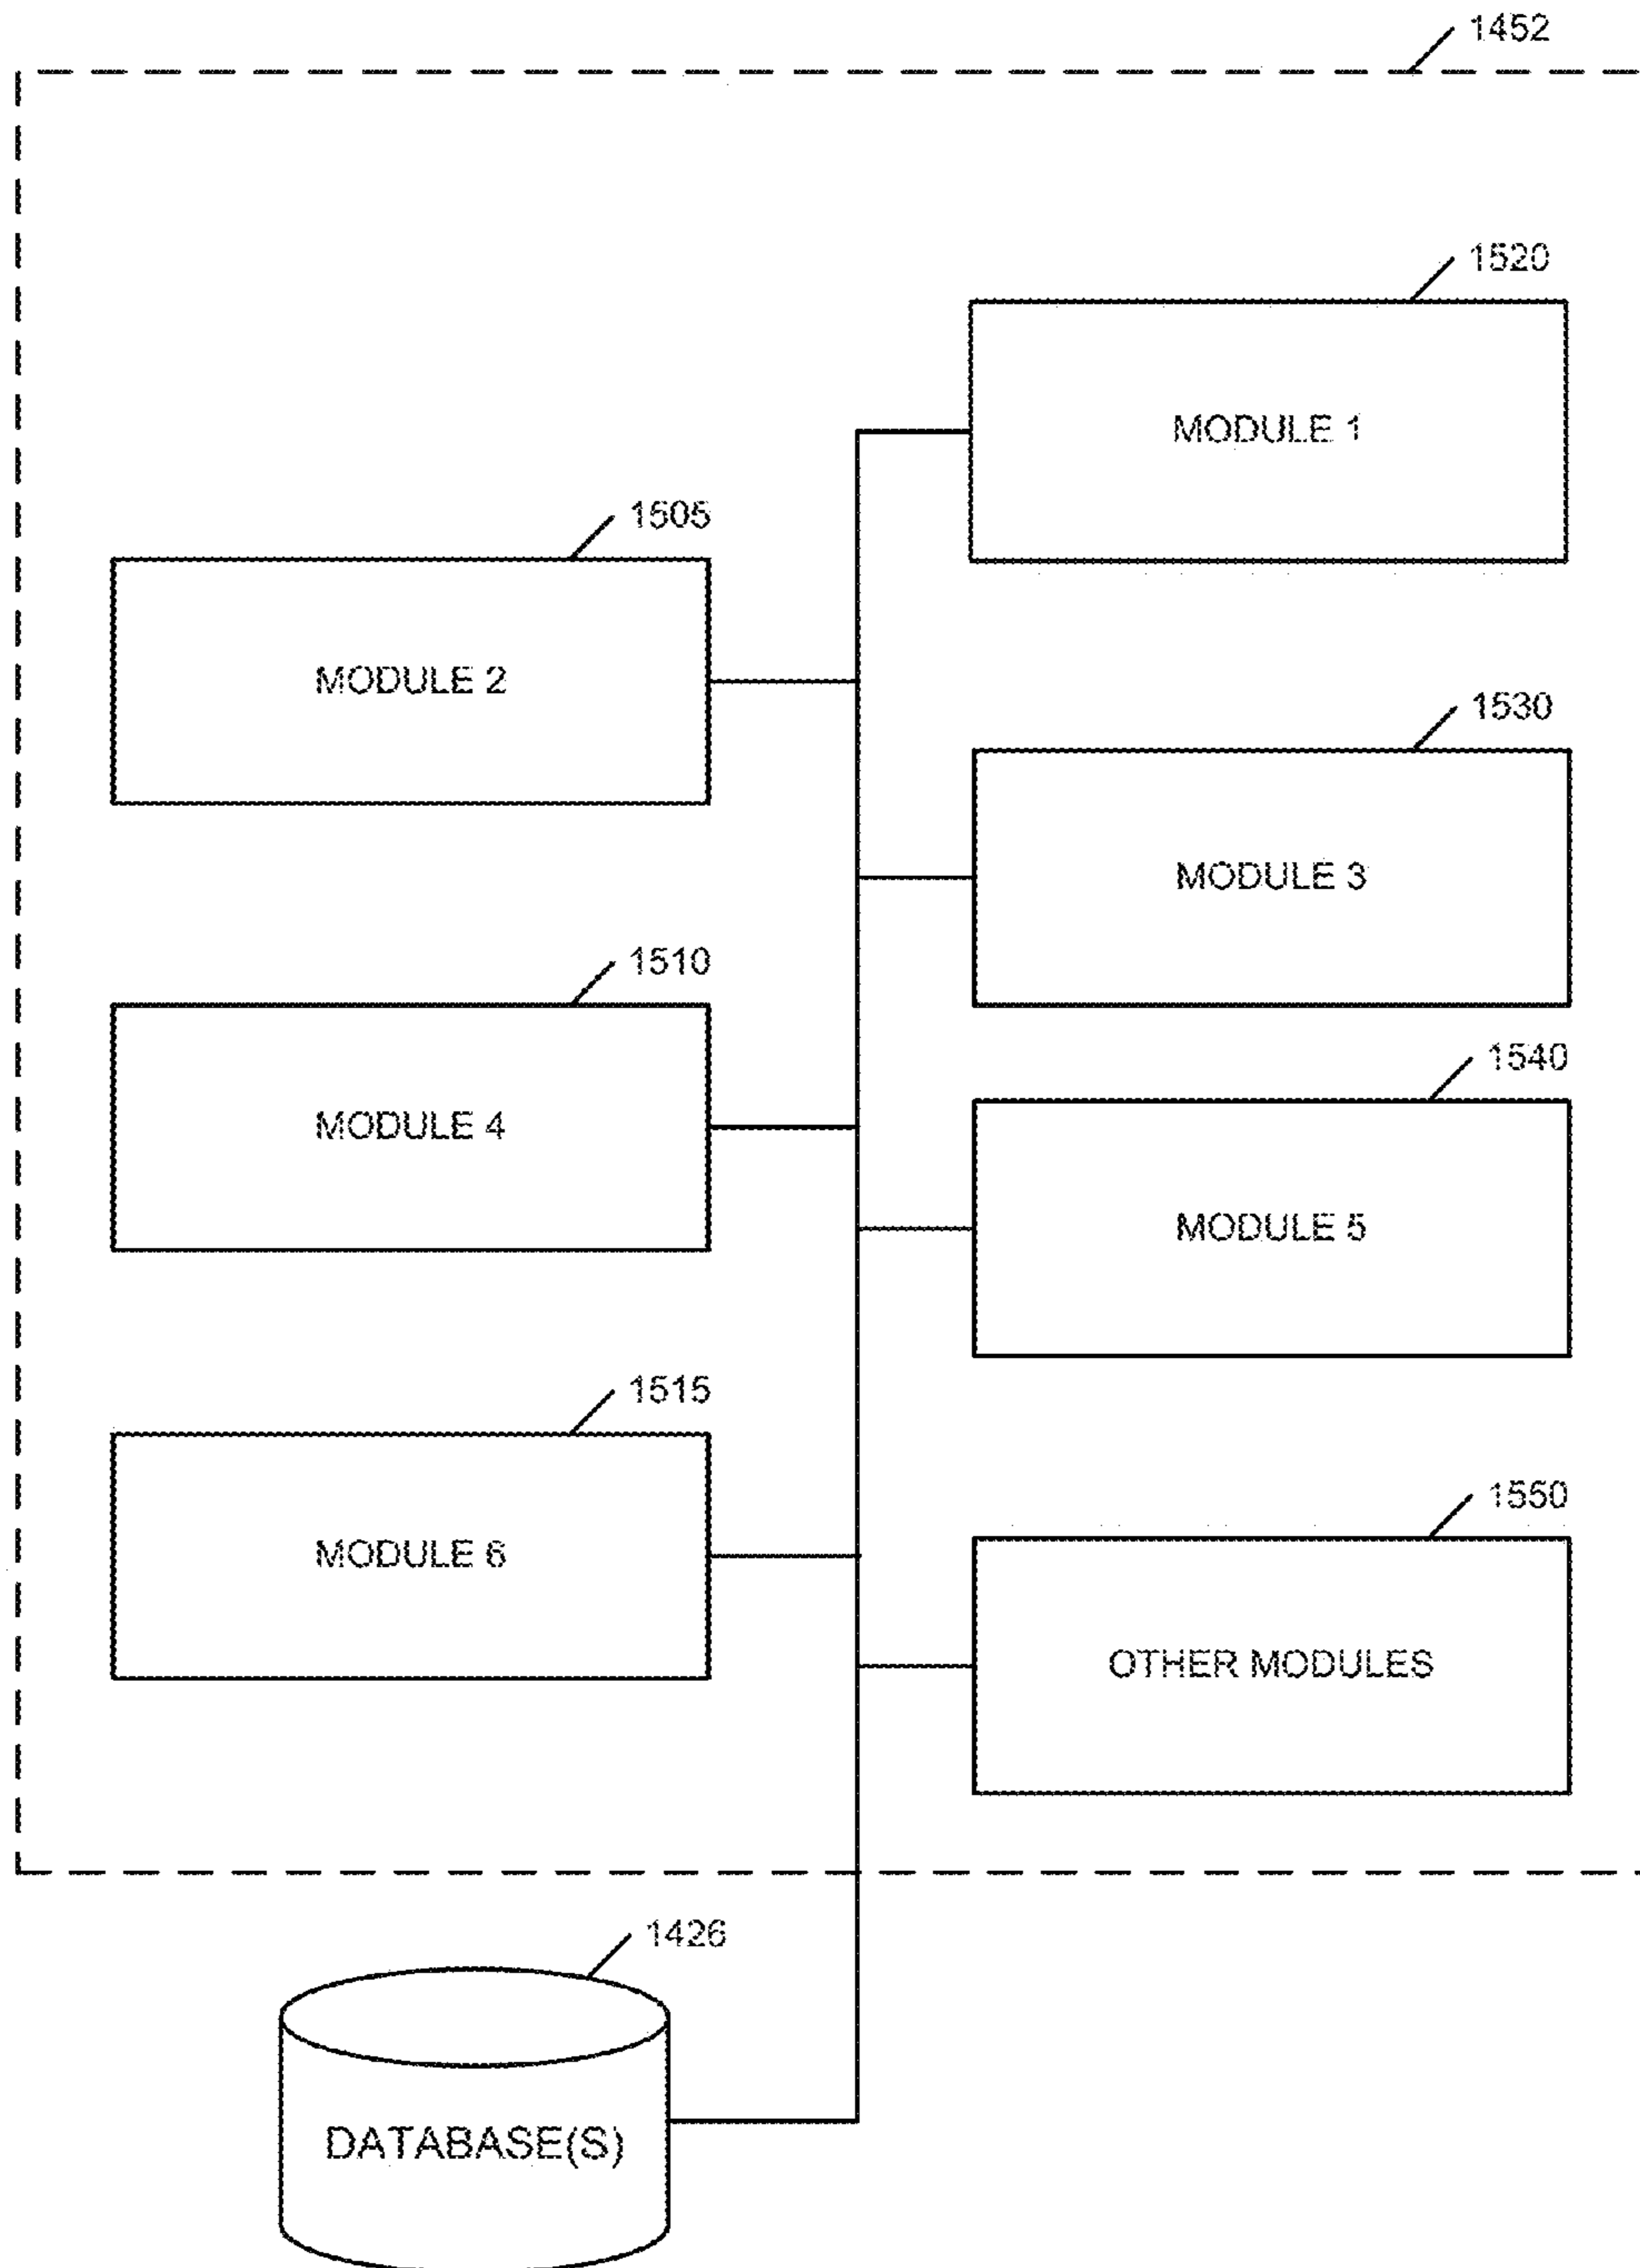 1452
1520
MODULE 1
1505
MODULE 2
1530
MODULE 3
1510
MODULE 4
1540
MODULE 5
1515
MODULE 6
1550
OTHER MODULES
1426
DATABASE(S)